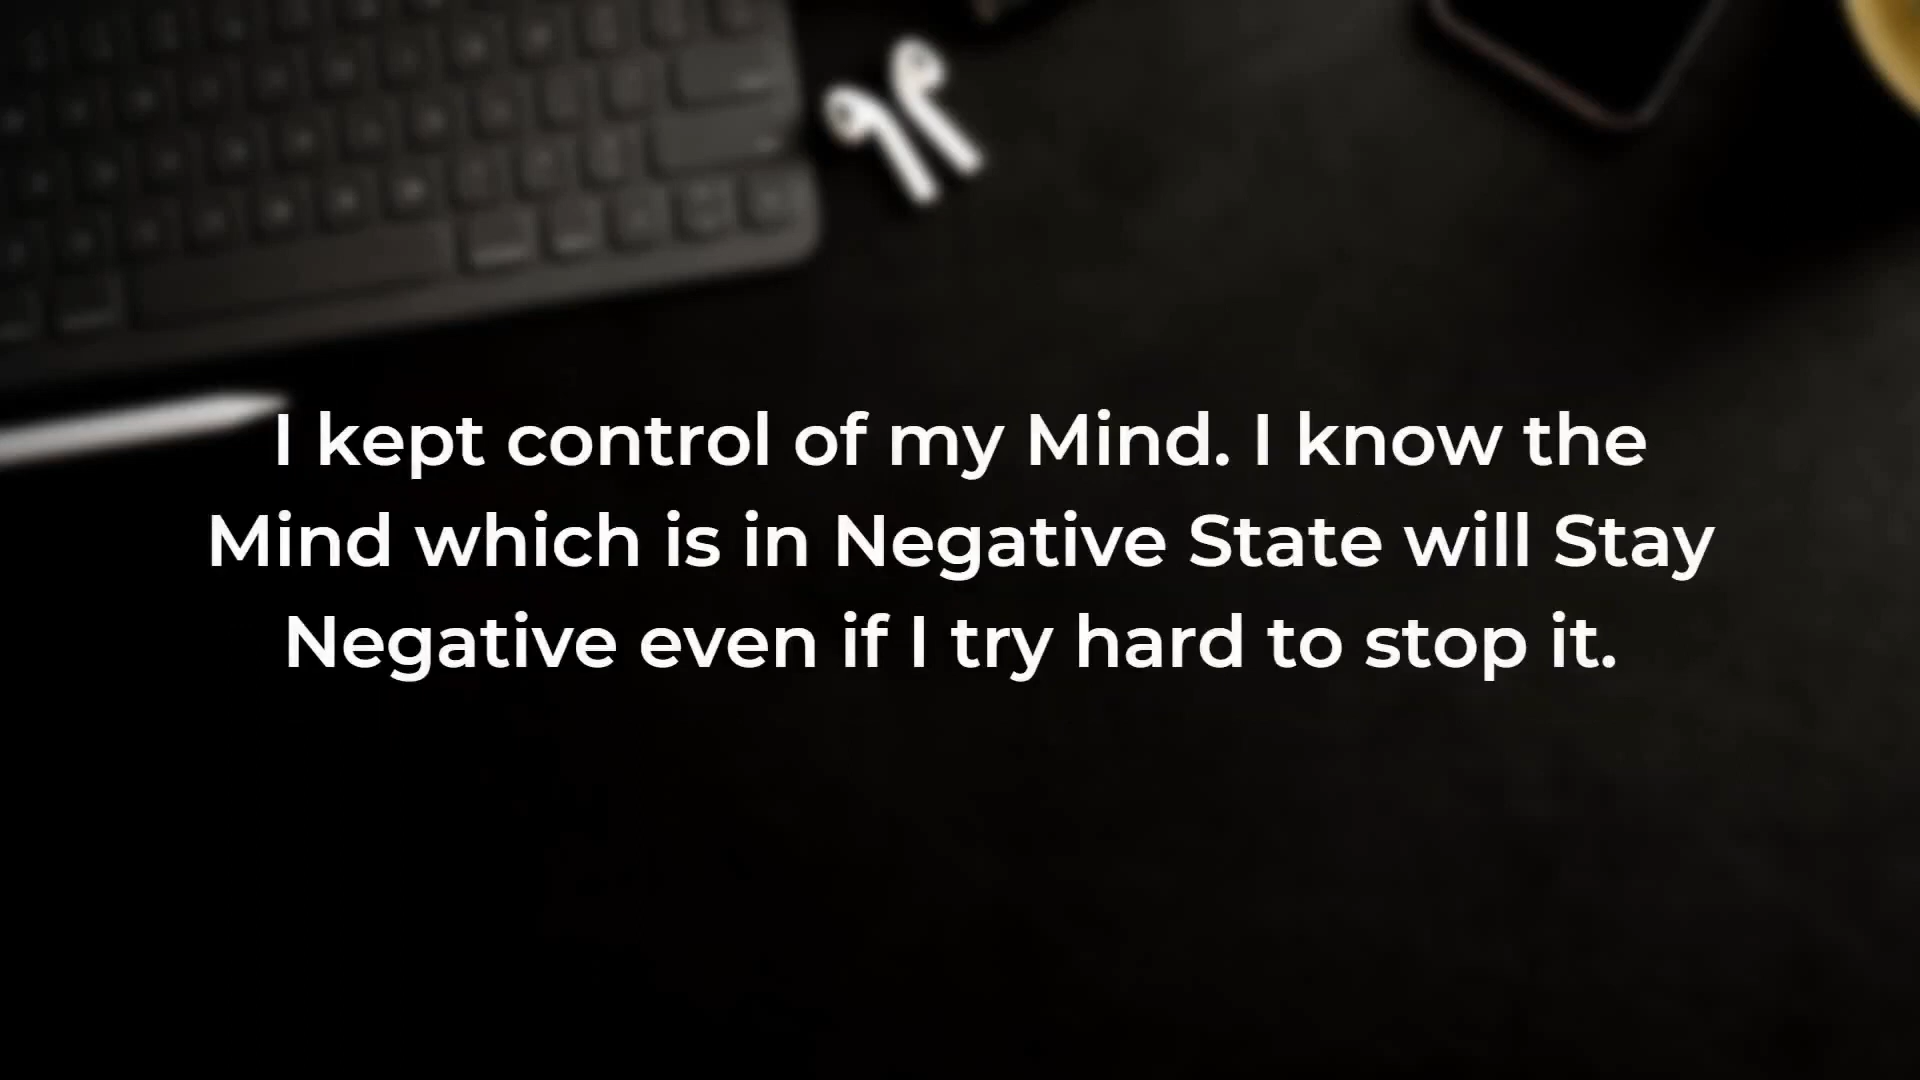 I kept control of my Mind. I know the
Mind which is in Negative State will Stay
Negative even if I try hard to stop it.